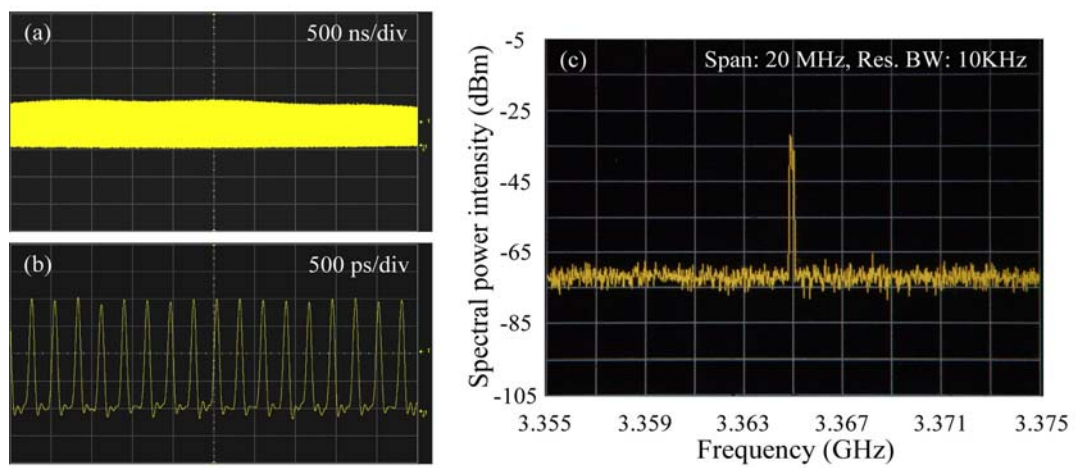 (a)
500 ns/div
(b)
500 ps/div
(c)
Span: 20 MHz, Res. BW: 10KHz
Spectral power intensity (dBm)
-5
-25
-45
-65
-85
-105
3.355
3.359
3.363
3.367
3.371
3.375
Frequency (GHz)